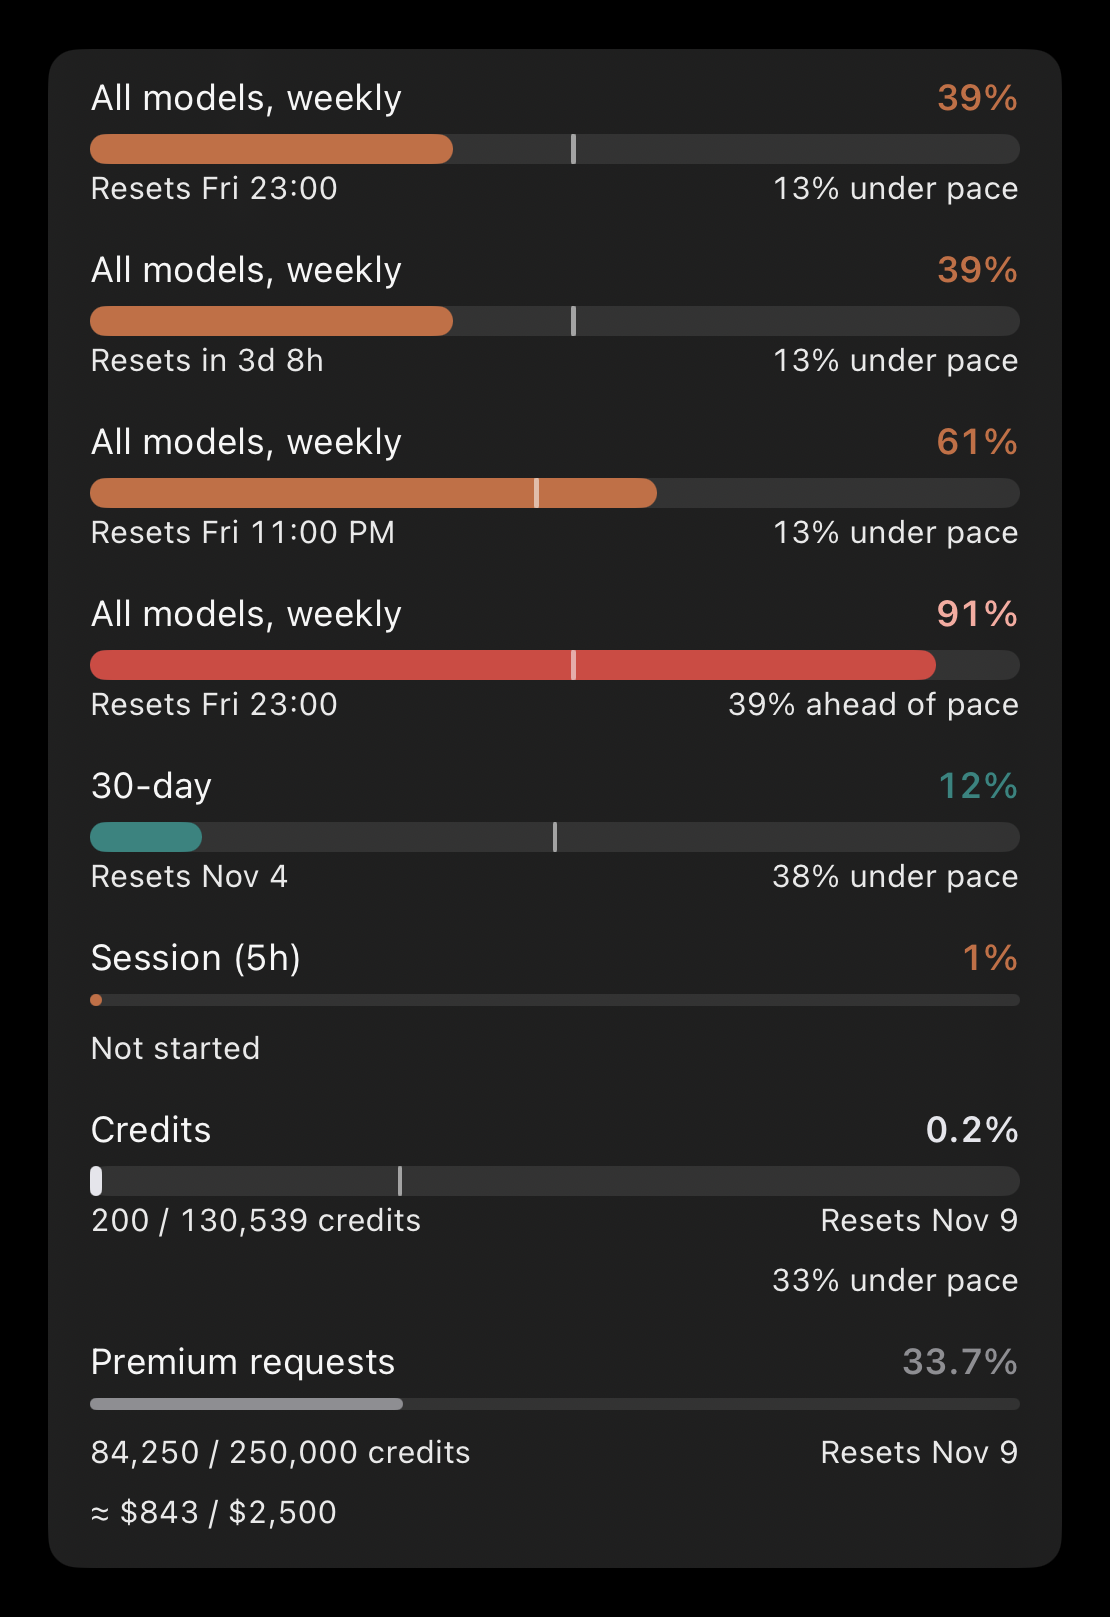 All models, weekly 39%
Resets Fri 23:00 13% under pace
All models, weekly 39%
Resets in 3d 8h 13% under pace
All models, weekly 61%
Resets Fri 11:00 PM 13% under pace
All models, weekly 91%
Resets Fri 23:00 39% ahead of pace
30-day 12%
Resets Nov 4 38% under pace
Session (5h) 1%
Not started
Credits 0.2%
200 / 130,539 credits Resets Nov 9
33% under pace
Premium requests 33.7%
84,250 / 250,000 credits Resets Nov 9
≈ $843 / $2,500